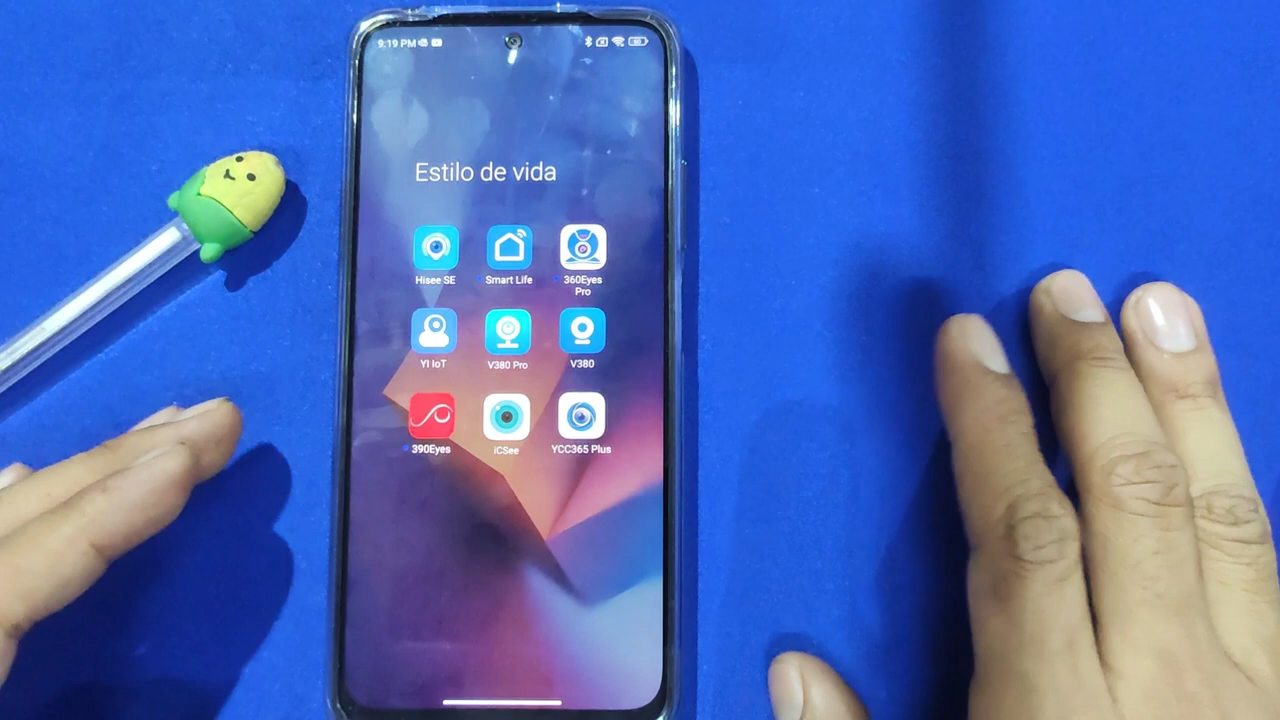 9:19 PM
60
Estilo de vida
Hisee SE
Smart Life
360Eyes
Pro
YI IoT
V380 Pro
V380
390Eyes
iCSee
YCC365 Plus